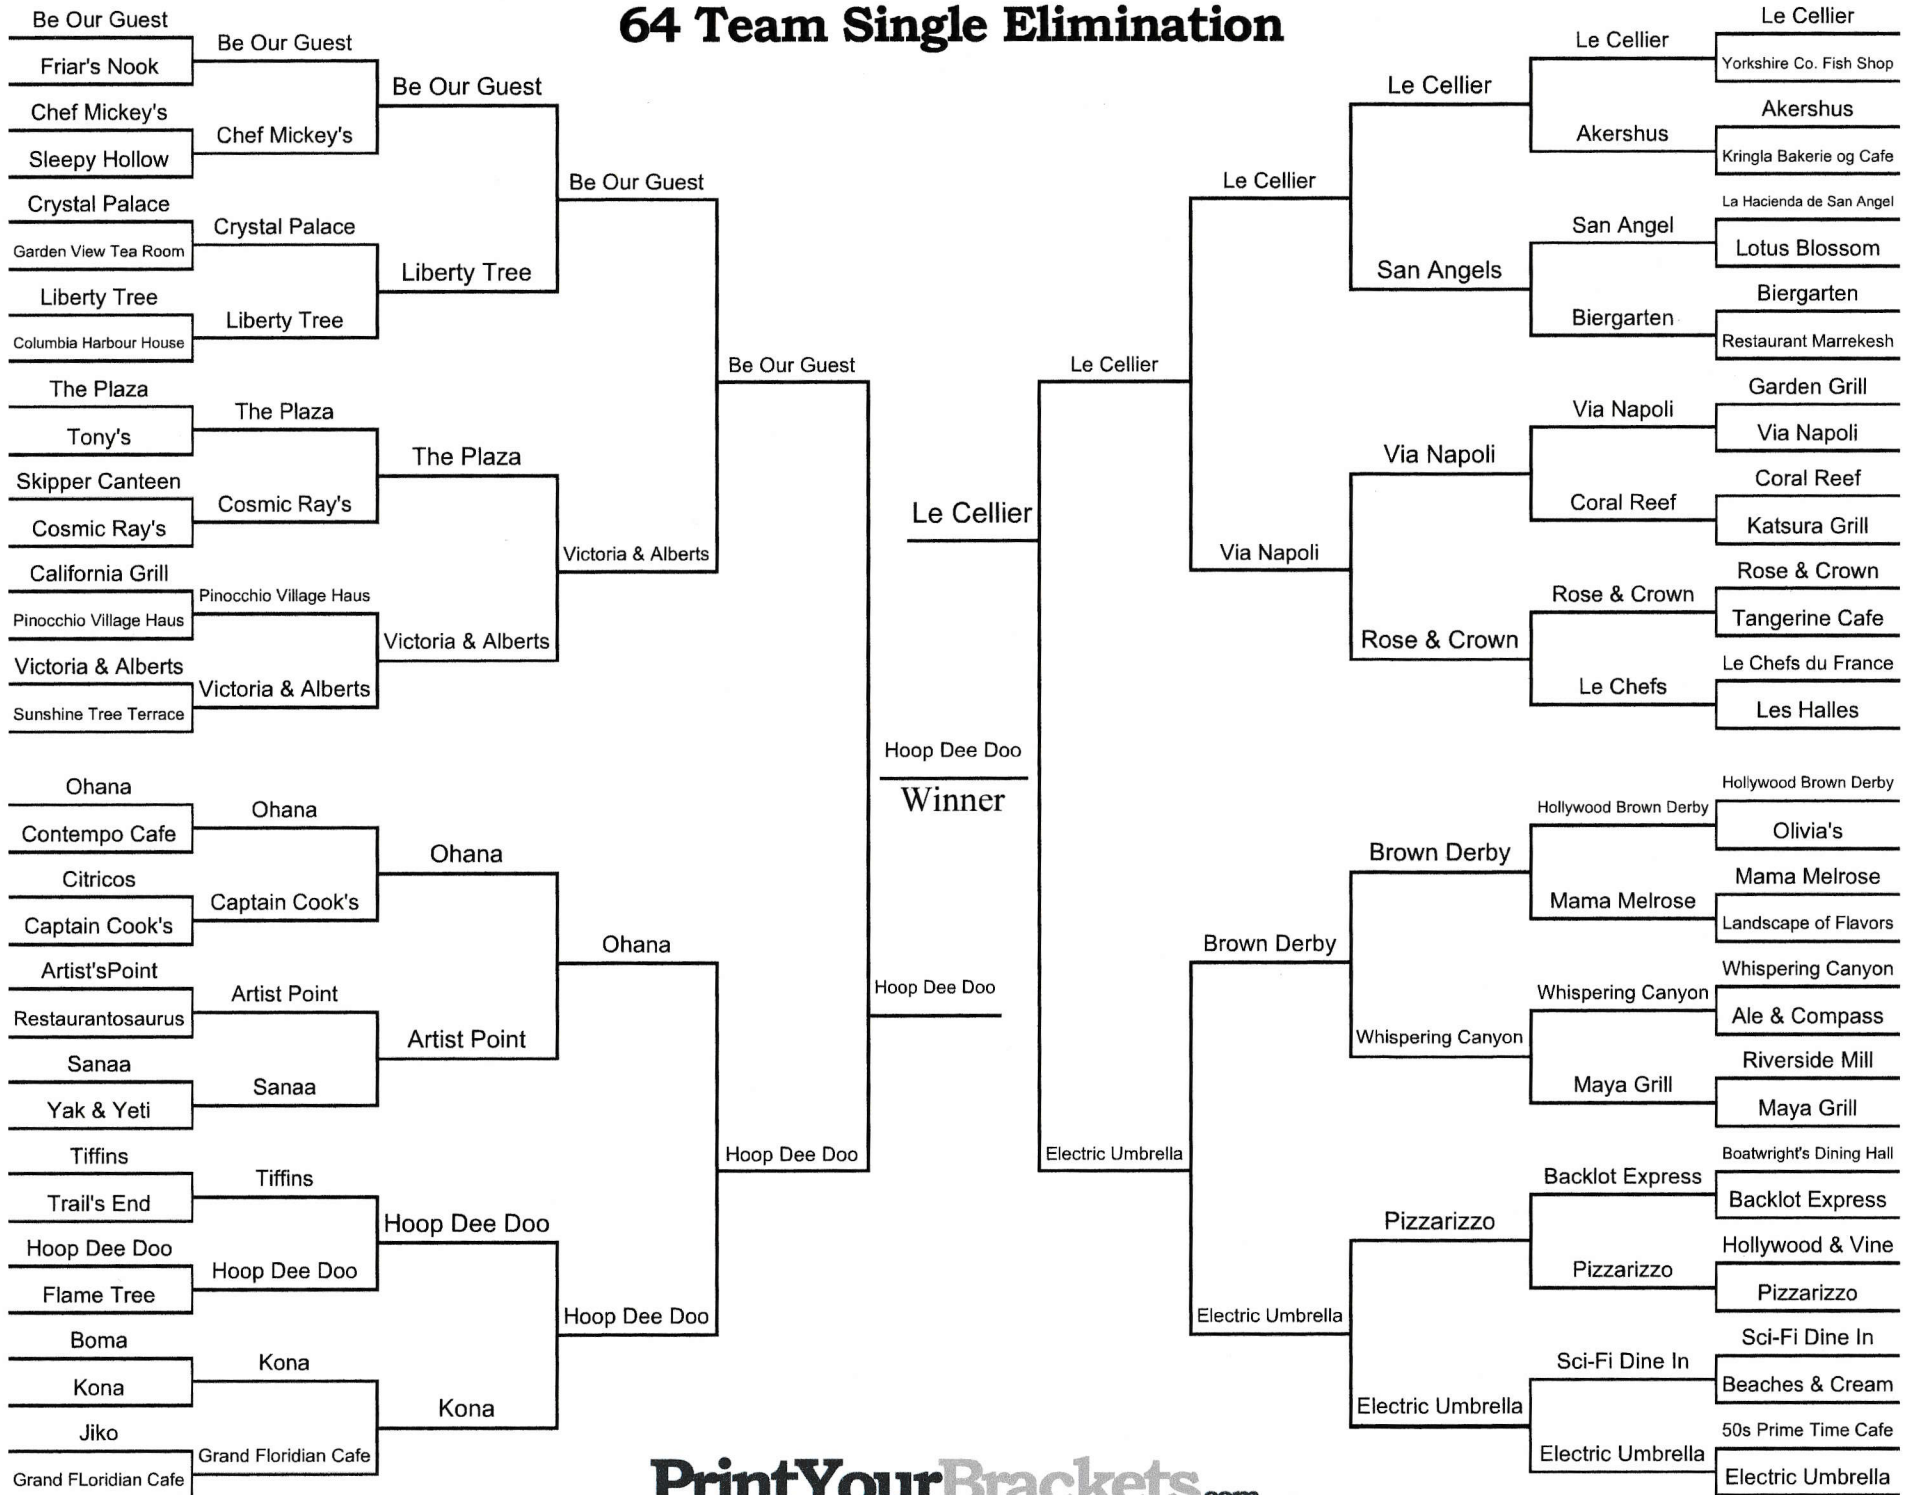 64 Team Single Elimination
Be Our Guest
Friar's Nook
Chef Mickey's
Sleepy Hollow
Crystal Palace
Garden View Tea Room
Liberty Tree
Columbia Harbour House
The Plaza
Tony's
Skipper Canteen
Cosmic Ray's
California Grill
Pinocchio Village Haus
Victoria & Alberts
Sunshine Tree Terrace
Ohana
Contempo Cafe
Citricos
Captain Cook's
Artist'sPoint
Restaurantosaurus
Sanaa
Yak & Yeti
Tiffins
Trail's End
Hoop Dee Doo
Flame Tree
Boma
Kona
Jiko
Grand FLoridian Cafe
Be Our Guest
Chef Mickey's
Crystal Palace
Liberty Tree
The Plaza
Cosmic Ray's
Pinocchio Village Haus
Victoria & Alberts
Ohana
Captain Cook's
Artist Point
Sanaa
Tiffins
Hoop Dee Doo
Kona
Grand Floridian Cafe
Be Our Guest
Liberty Tree
The Plaza
Victoria & Alberts
Ohana
Artist Point
Hoop Dee Doo
Kona
Be Our Guest
Victoria & Alberts
Ohana
Hoop Dee Doo
Be Our Guest
Hoop Dee Doo
Le Cellier
Hoop Dee Doo
Winner
Hoop Dee Doo
Le Cellier
Electric Umbrella
Le Cellier
Via Napoli
Brown Derby
Electric Umbrella
Le Cellier
San Angels
Via Napoli
Rose & Crown
Brown Derby
Whispering Canyon
Pizzarizzo
Electric Umbrella
Le Cellier
Akershus
San Angel
Biergarten
Via Napoli
Coral Reef
Rose & Crown
Le Chefs
Hollywood Brown Derby
Mama Melrose
Whispering Canyon
Maya Grill
Backlot Express
Pizzarizzo
Sci-Fi Dine In
Electric Umbrella
Le Cellier
Yorkshire Co. Fish Shop
Akershus
Kringla Bakerie og Cafe
La Hacienda de San Angel
Lotus Blossom
Biergarten
Restaurant Marrekesh
Garden Grill
Via Napoli
Coral Reef
Katsura Grill
Rose & Crown
Tangerine Cafe
Le Chefs du France
Les Halles
Hollywood Brown Derby
Olivia's
Mama Melrose
Landscape of Flavors
Whispering Canyon
Ale & Compass
Riverside Mill
Maya Grill
Boatwright's Dining Hall
Backlot Express
Hollywood & Vine
Pizzarizzo
Sci-Fi Dine In
Beaches & Cream
50s Prime Time Cafe
Electric Umbrella
PrintYourBrackets.com